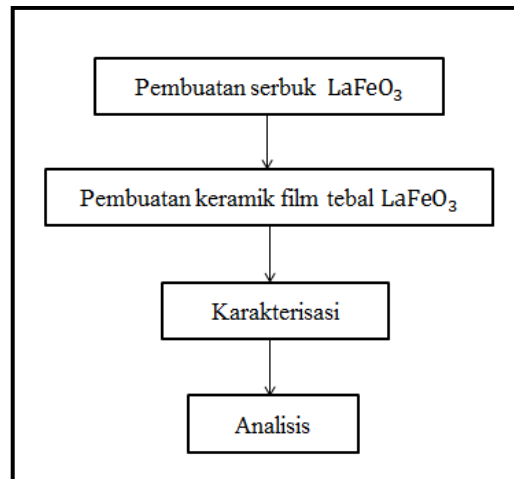 Pembuatan serbuk LaFeO₃
Pembuatan keramik film tebal LaFeO₃
Karakterisasi
Analisis